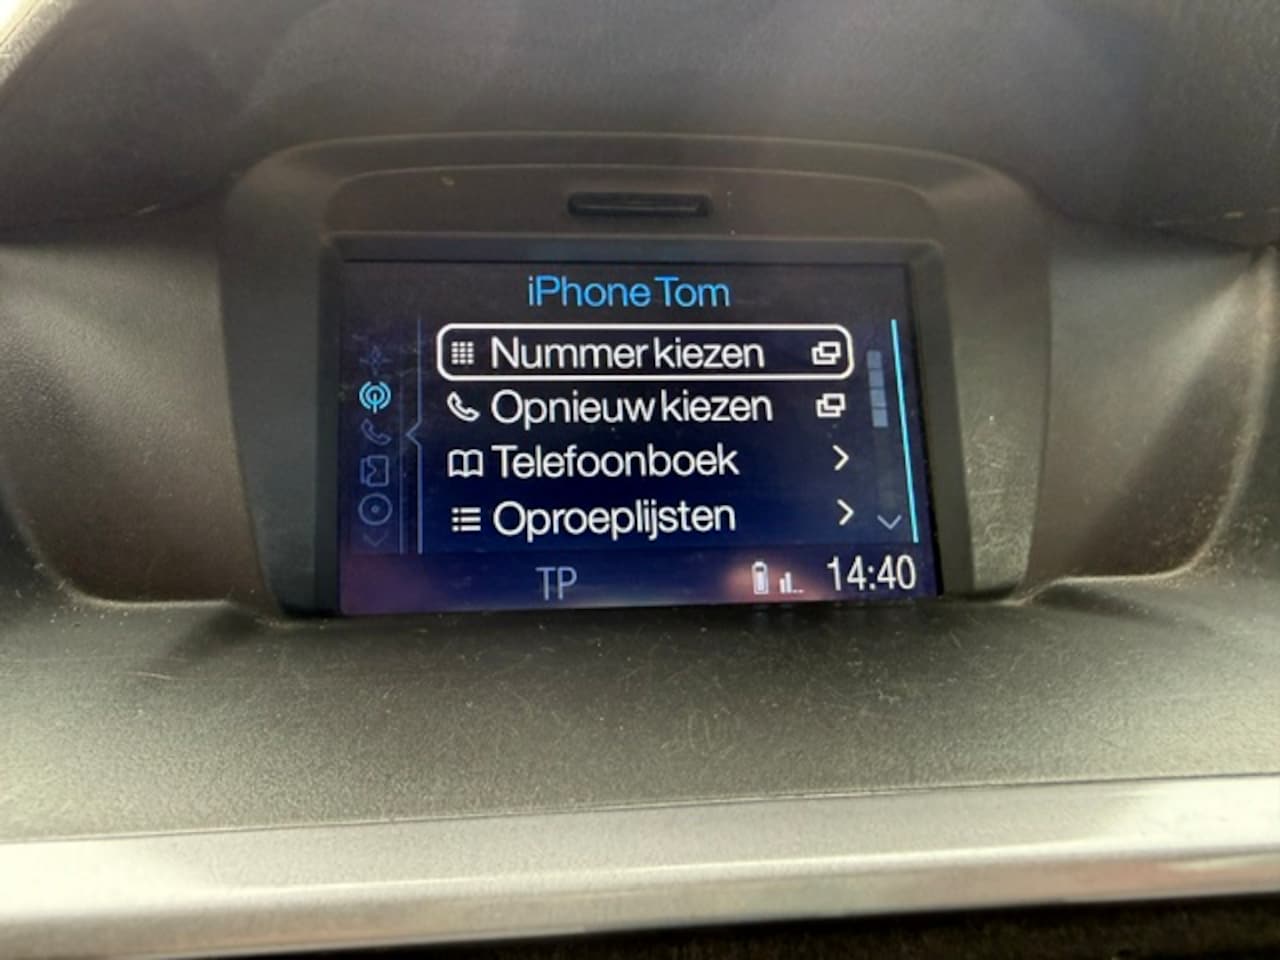 iPhone Tom
Nummer kiezen
Opnieuw kiezen
Telefoonboek
Oproeplijsten
TP 14:40